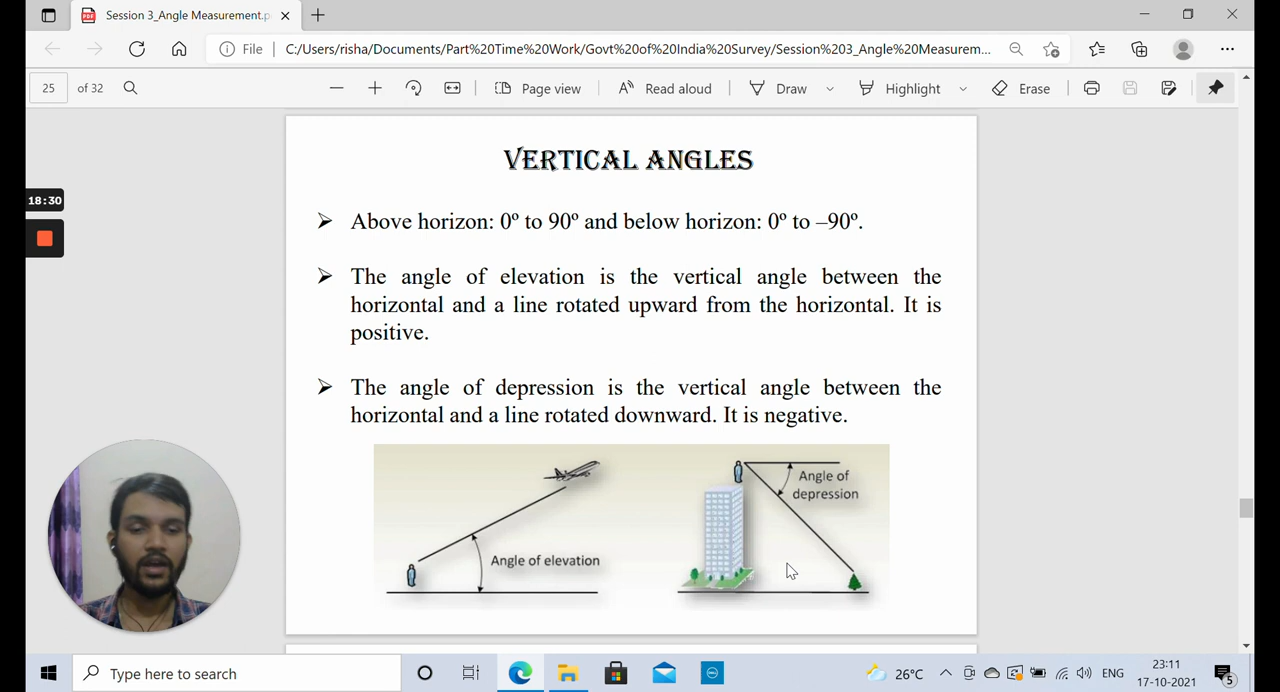 Session 3_Angle Measurement.p
File
C:/Users/risha/Documents/Part%20Time%20Work/Govt%20of%20India%20Survey/Session%203_Angle%20Measurem...
25 of 32
Page view
Read aloud
Draw
Highlight
Erase
18:30
VERTICAL ANGLES
➢ Above horizon: 0º to 90º and below horizon: 0º to –90º.
➢ The angle of elevation is the vertical angle between the
horizontal and a line rotated upward from the horizontal. It is
positive.
➢ The angle of depression is the vertical angle between the
horizontal and a line rotated downward. It is negative.
Angle of elevation
Angle of
depression
Type here to search
26°C
ENG
23:11
17-10-2021
5